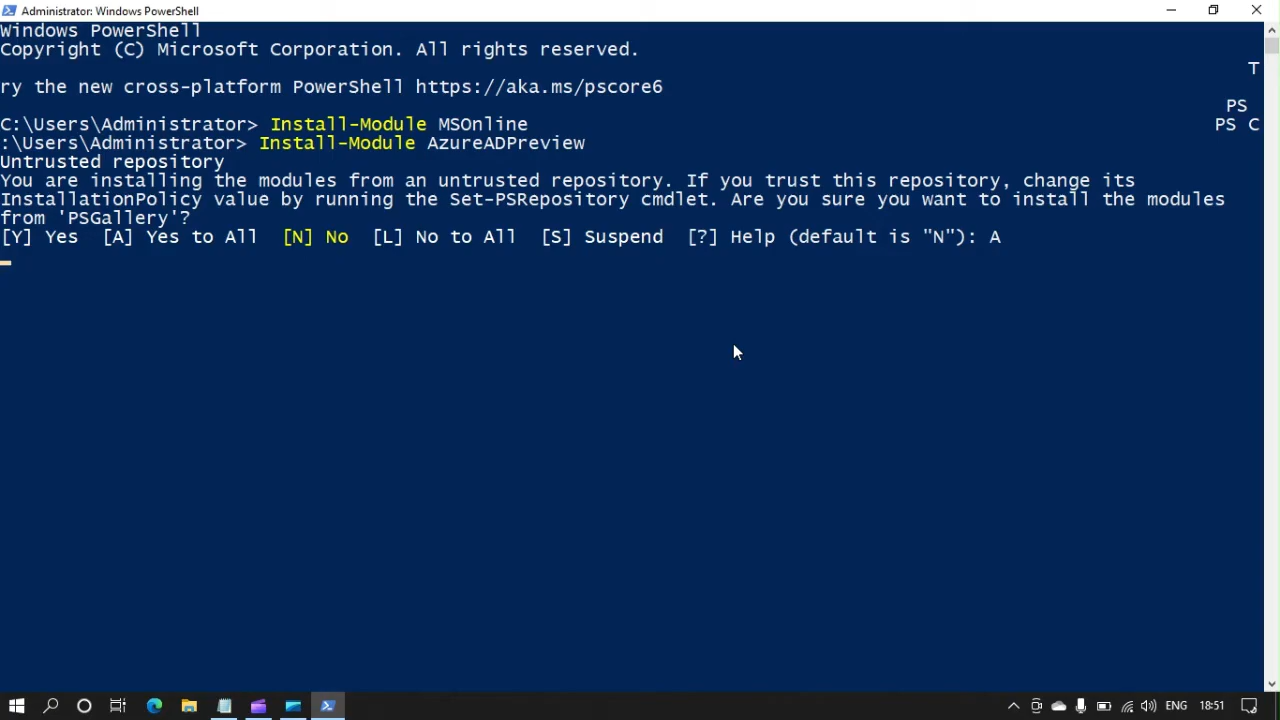 Administrator: Windows PowerShell
Windows PowerShell
Copyright (C) Microsoft Corporation. All rights reserved.
T
ry the new cross-platform PowerShell https://aka.ms/pscore6
PS
C:\Users\Administrator> Install-Module MSOnline
PS C
:\Users\Administrator> Install-Module AzureADPreview
Untrusted repository
You are installing the modules from an untrusted repository. If you trust this repository, change its
InstallationPolicy value by running the Set-PSRepository cmdlet. Are you sure you want to install the modules
from 'PSGallery'?
[Y] Yes [A] Yes to All [N] No [L] No to All [S] Suspend [?] Help (default is "N"): A
ENG 18:51